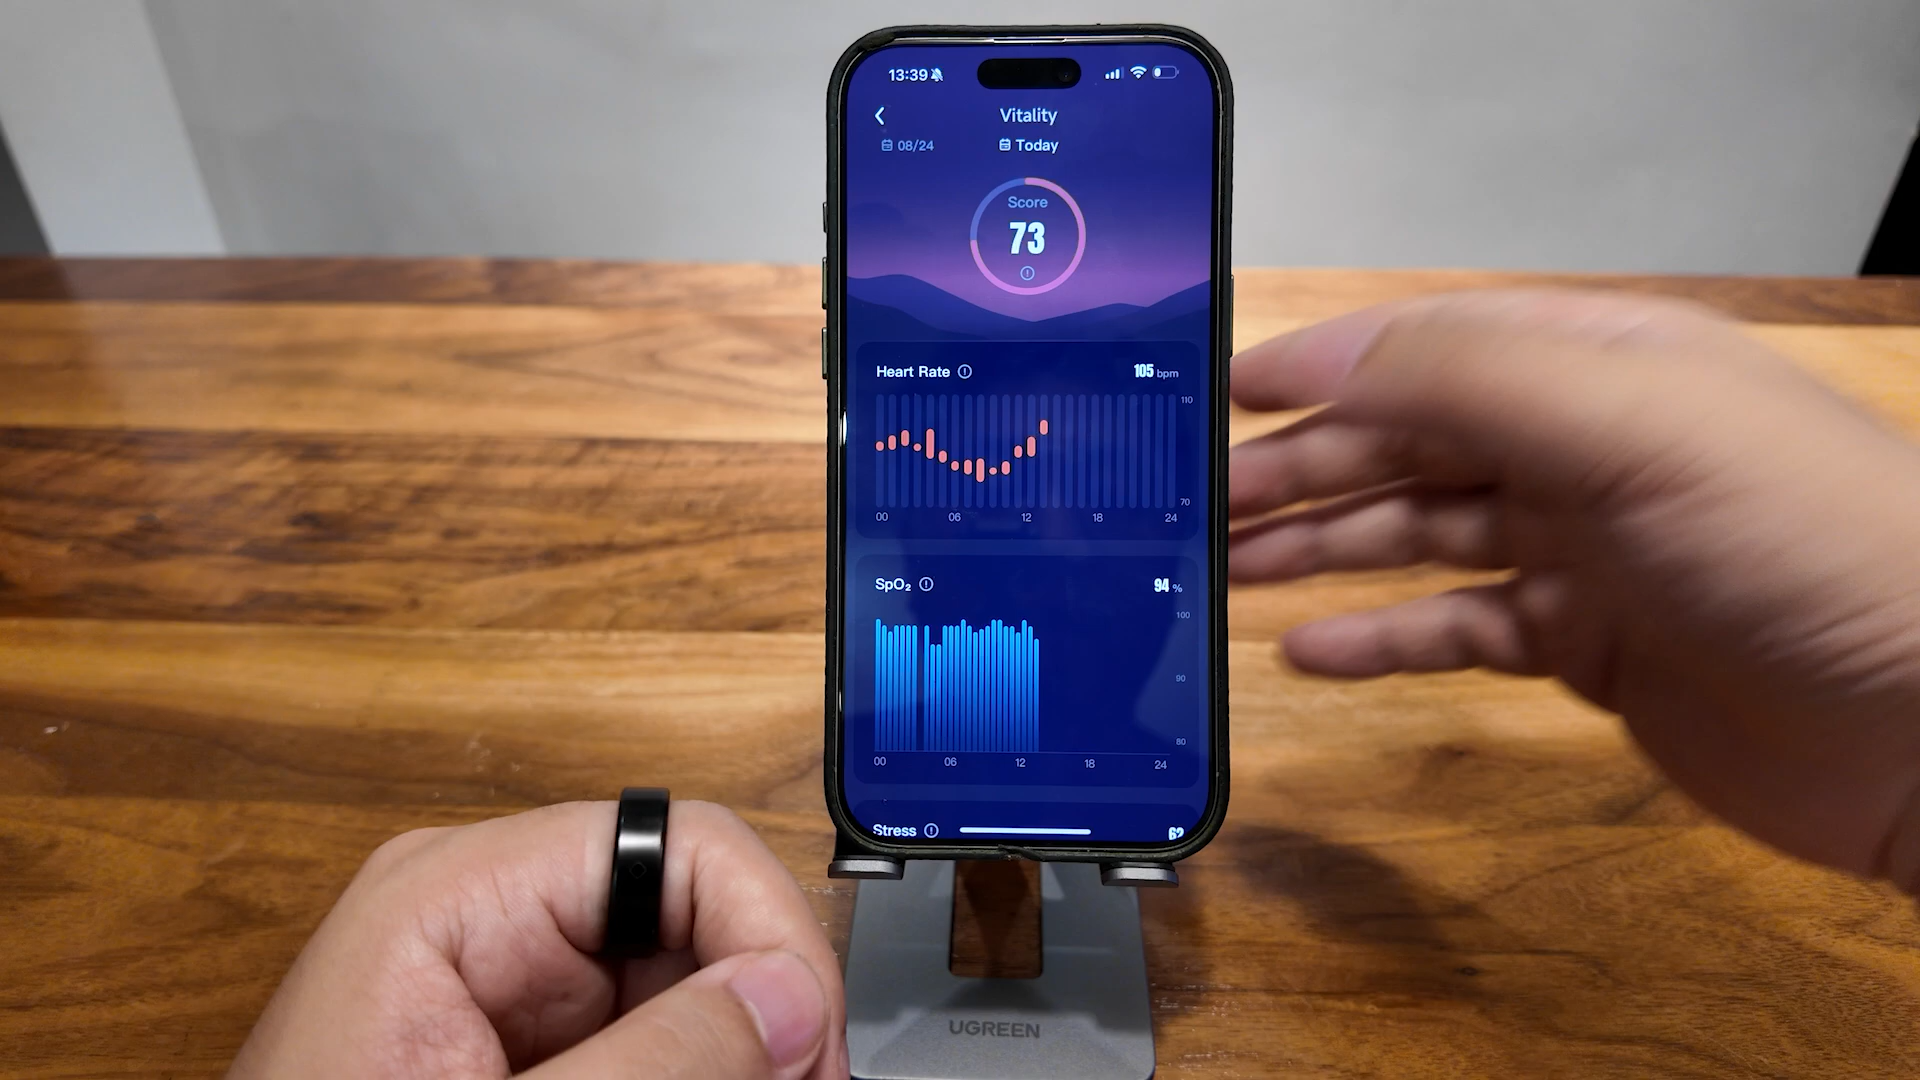 13:39
Vitality
08/24 Today
Score
73
Heart Rate 105 bpm
110
70
00 06 12 18 24
SpO₂ 94 %
100
90
80
00 06 12 18 24
Stress 62
UGREEN